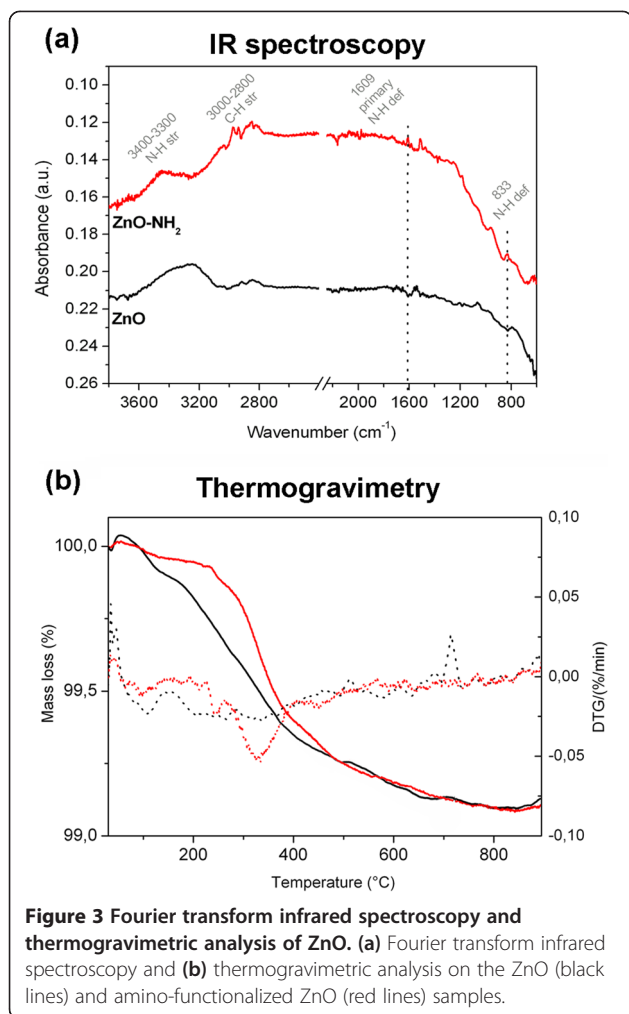 (a)
IR spectroscopy
3400-3300
N-H str
3000-2800
C-H str
1609
primary
N-H def
833
N-H def
0.10
0.12
0.14
0.16
0.20
0.22
0.24
0.26
Absorbance (a.u.)
ZnO-NH₂
ZnO
3800
3600
3200
2800
2000
1600
1200
800
Wavenumber (cm⁻¹)
(b)
Thermogravimetry
100,0
99,5
99,0
Mass loss (%)
0,10
0,05
0,00
-0,05
-0,10
DTG/(%/min)
200
400
600
800
Temperature (°C)
Figure 3 Fourier transform infrared spectroscopy and
thermogravimetric analysis of ZnO. (a) Fourier transform infrared
spectroscopy and (b) thermogravimetric analysis on the ZnO (black
lines) and amino-functionalized ZnO (red lines) samples.